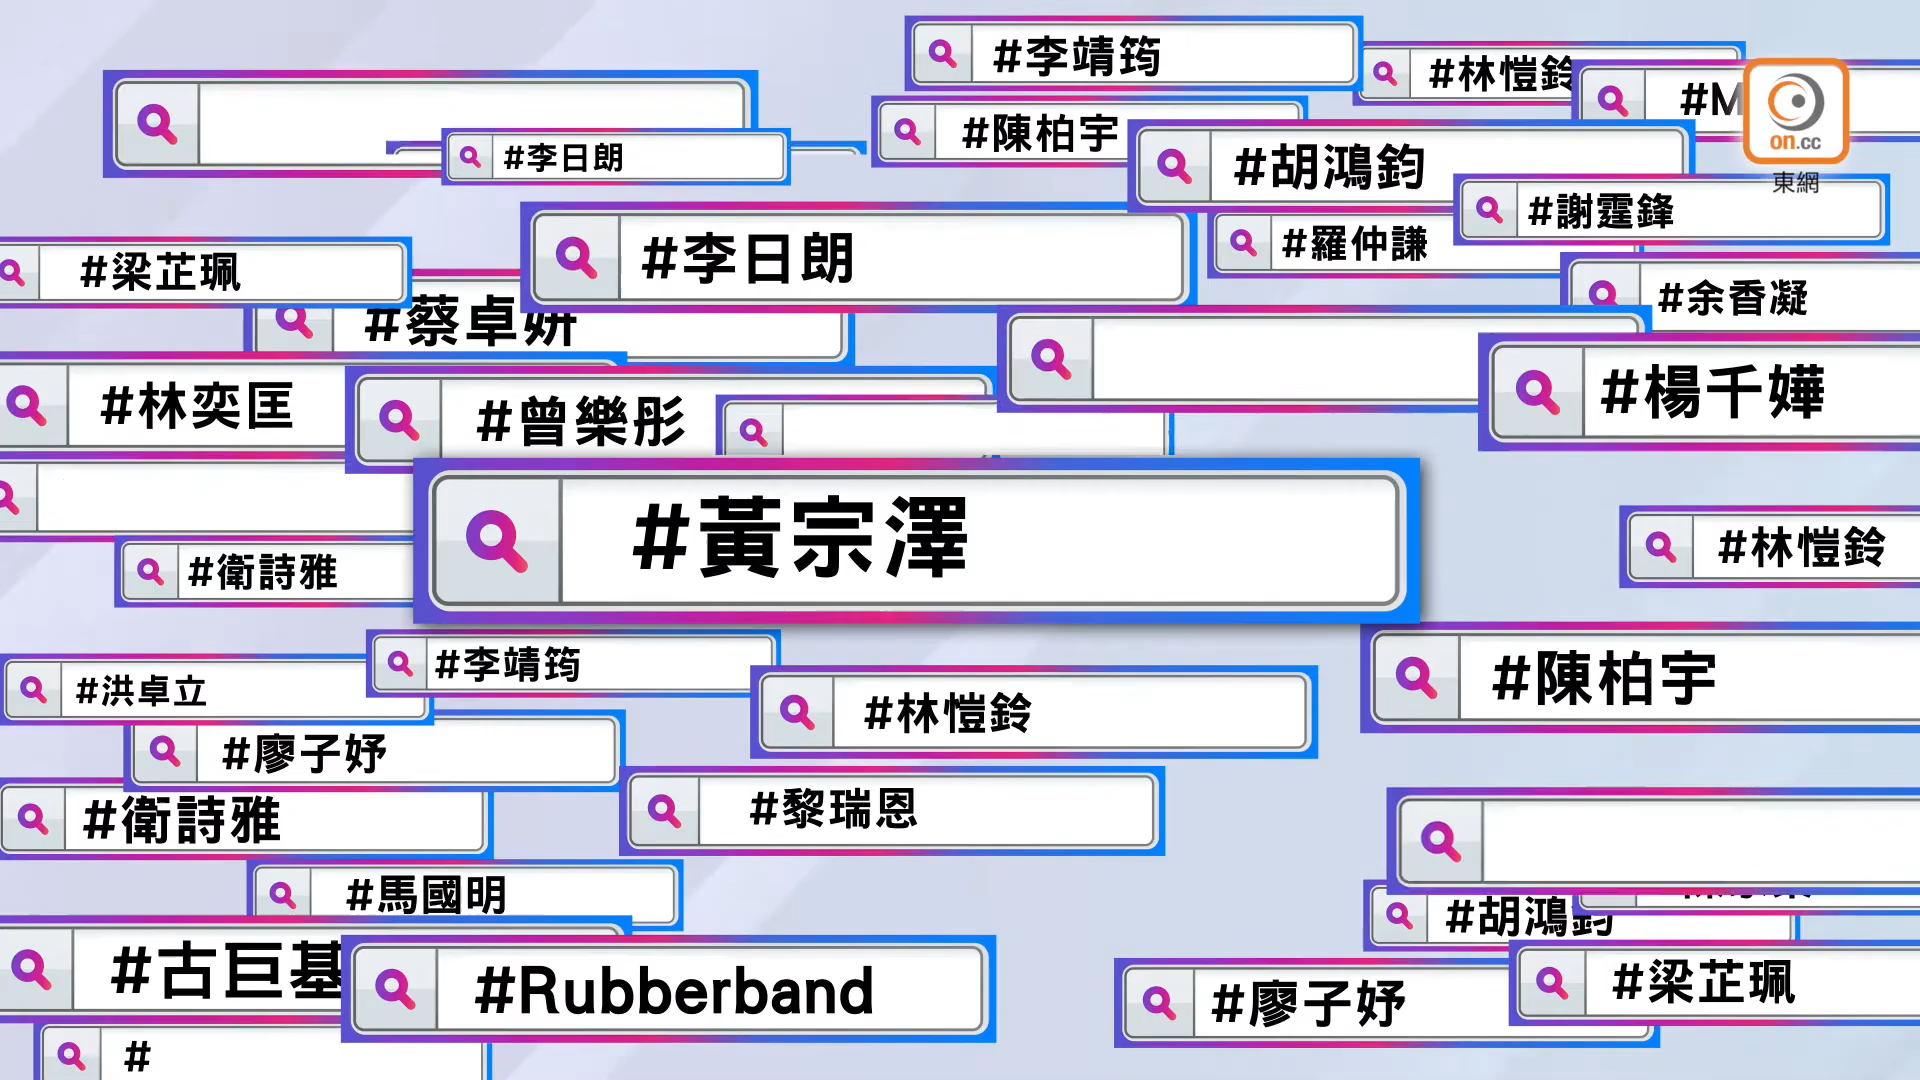 #李靖筠
#林愷鈴
#M
on.cc
東網
#陳柏宇
#李日朗
#胡鴻鈞
#謝霆鋒
#羅仲謙
#李日朗
#梁芷珮
#余香凝
#蔡卓妍
#林奕匡
#曾樂彤
#楊千嬅
#黃宗澤
#林愷鈴
#衛詩雅
#李靖筠
#陳柏宇
#洪卓立
#林愷鈴
#廖子妤
#衛詩雅
#黎瑞恩
#馬國明
#胡鴻鈞
#古巨基
#Rubberband
#廖子妤
#梁芷珮
#